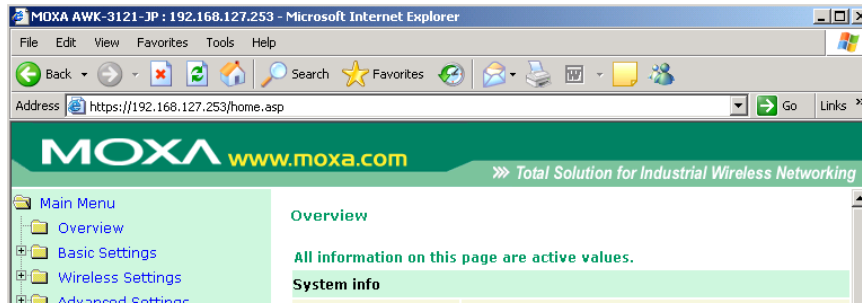 MOXA AWK-3121-JP : 192.168.127.253 - Microsoft Internet Explorer
File Edit View Favorites Tools Help
Back Search Favorites
Address https://192.168.127.253/home.asp Go Links »
MOXA www.moxa.com
Total Solution for Industrial Wireless Networking
Main Menu
Overview
Basic Settings
Wireless Settings
Advanced Settings
Overview
All information on this page are active values.
System info